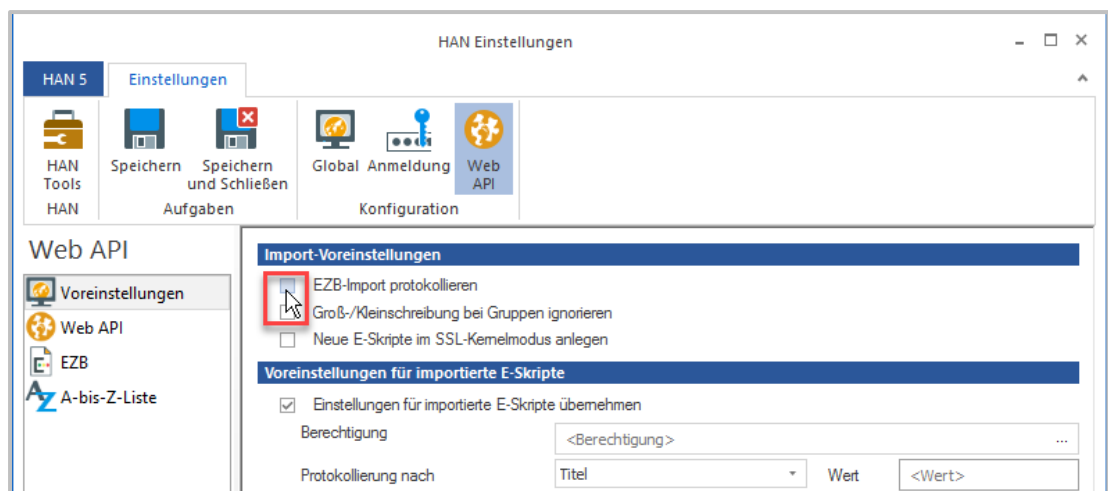 HAN Einstellungen
HAN 5 Einstellungen
HAN Tools
Speichern
Speichern und Schließen
Global
Anmeldung
Web API
HAN
Aufgaben
Konfiguration
Web API
Voreinstellungen
Web API
EZB
A-bis-Z-Liste
Import-Voreinstellungen
EZB-Import protokollieren
Groß-/Kleinschreibung bei Gruppen ignorieren
Neue E-Skripte im SSL-Kernelmodus anlegen
Voreinstellungen für importierte E-Skripte
Einstellungen für importierte E-Skripte übernehmen
Berechtigung <Berechtigung> ...
Protokollierung nach Titel Wert <Wert>